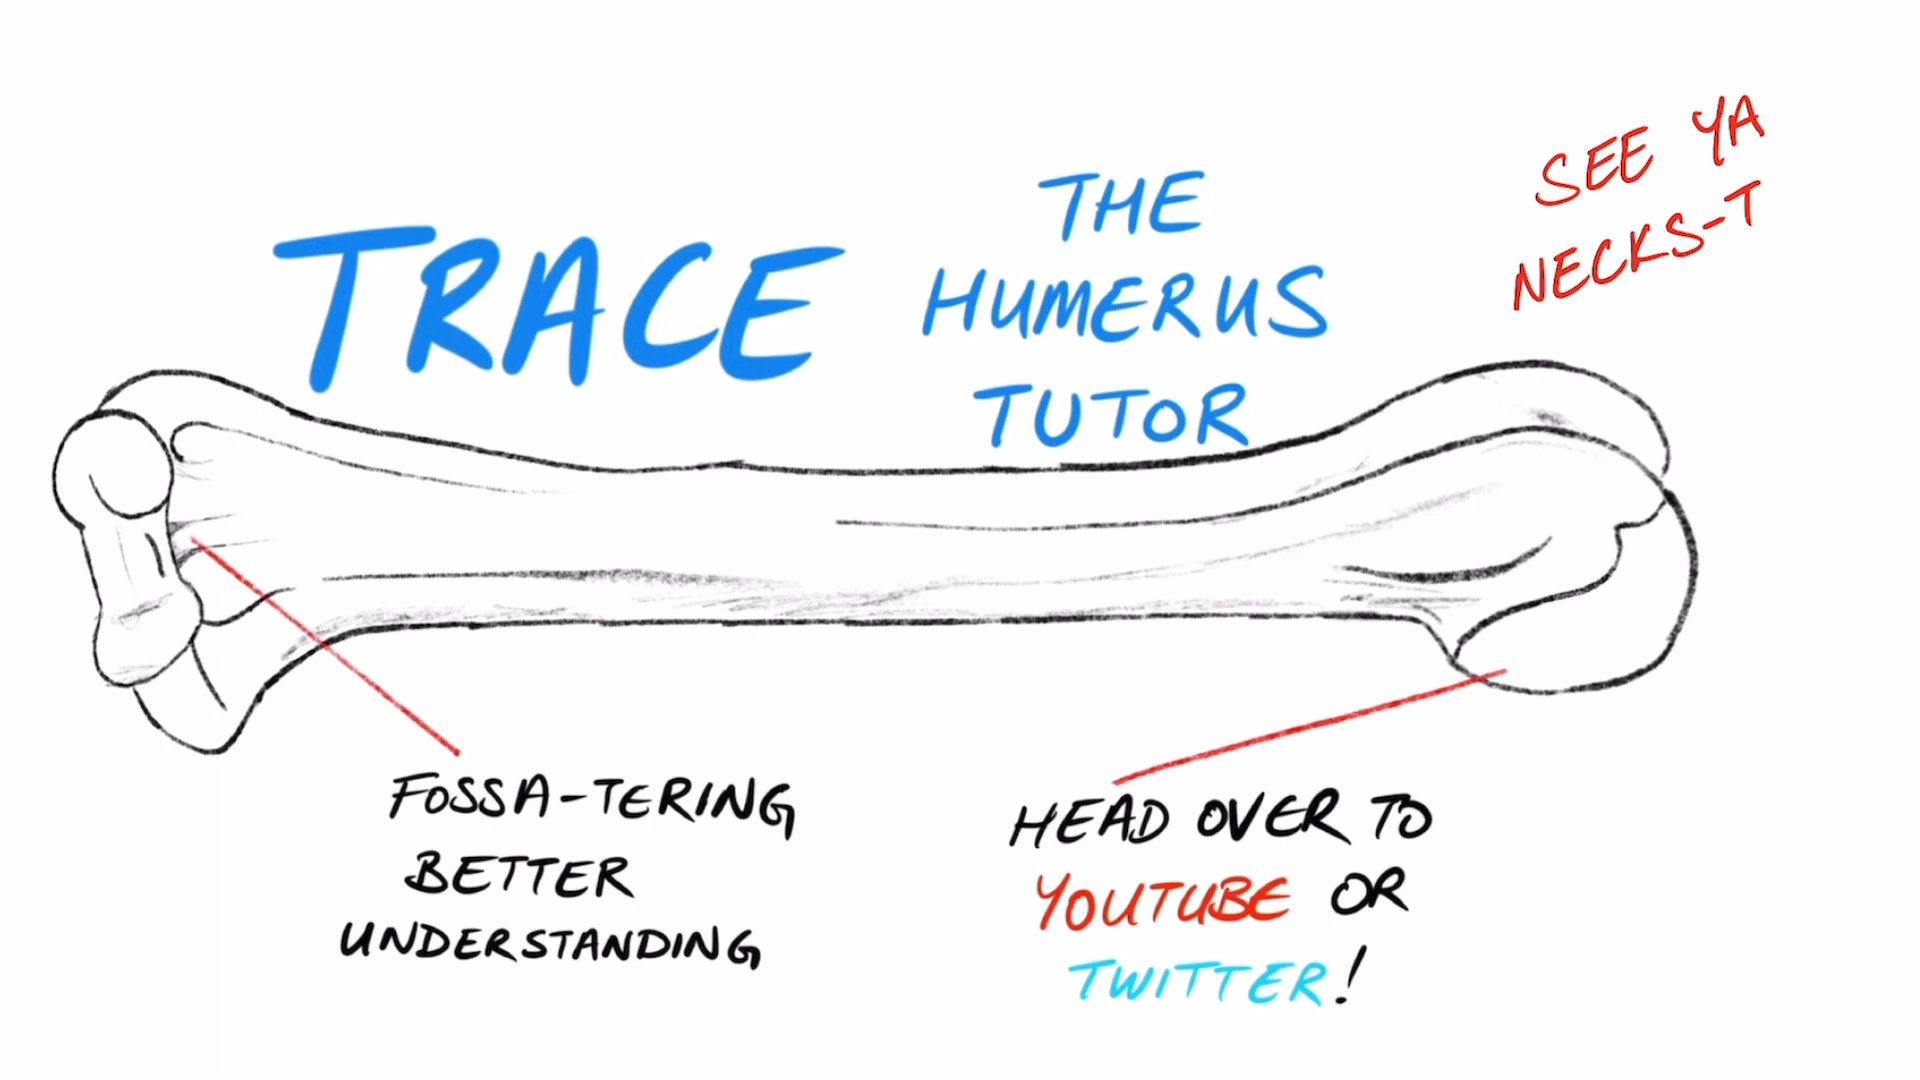 TRACE
THE
HUMERUS
TUTOR
SEE YA
NECKS-T
FOSSA-TERING
BETTER
UNDERSTANDING
HEAD OVER TO
YOUTUBE OR
TWITTER!